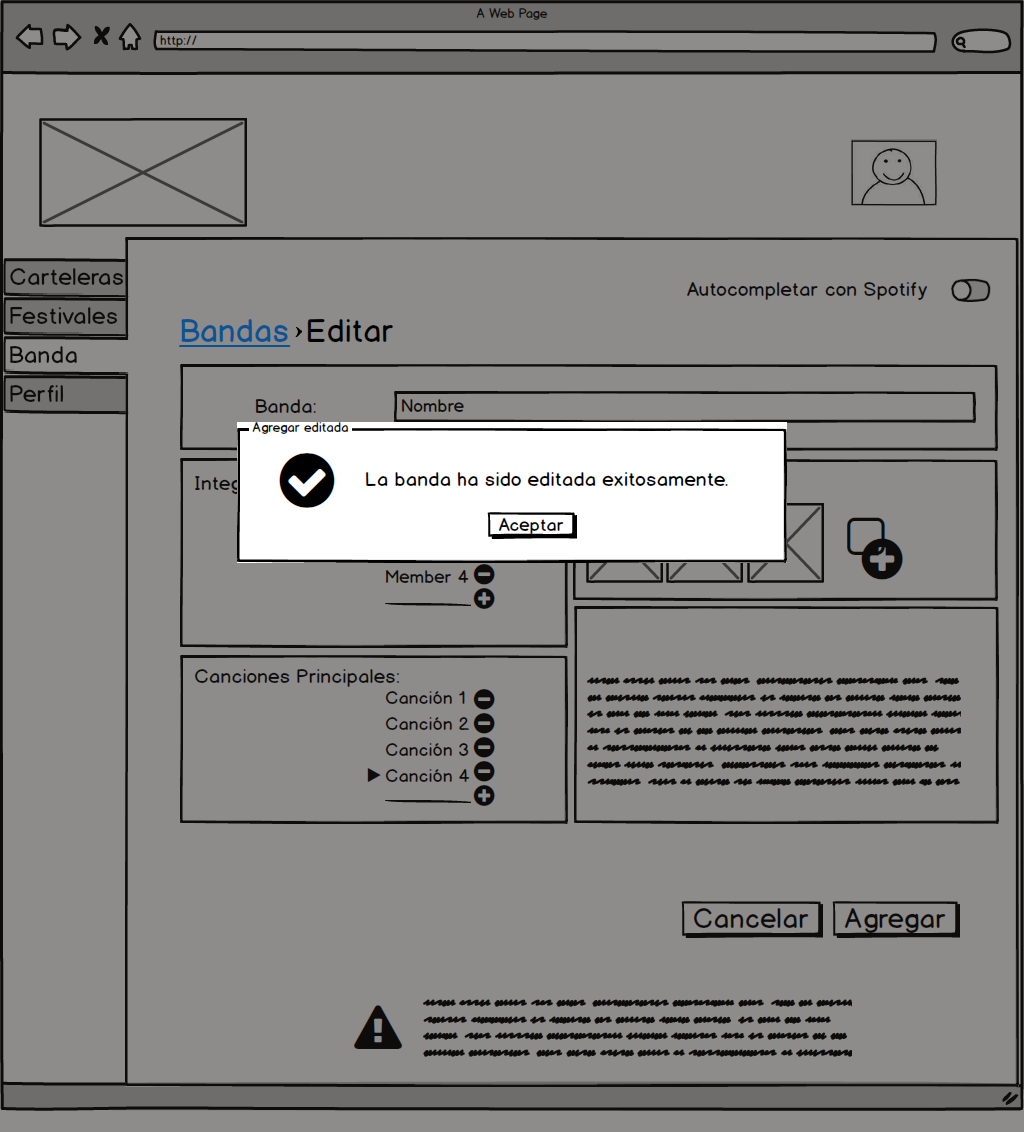 A Web Page
http://
Carteleras
Festivales
Banda
Perfil
Autocompletar con Spotify
Bandas › Editar
Banda:
Nombre
Agregar editada
La banda ha sido editada exitosamente.
Aceptar
Integ
Member 4
Canciones Principales:
Canción 1
Canción 2
Canción 3
Canción 4
Cancelar
Agregar